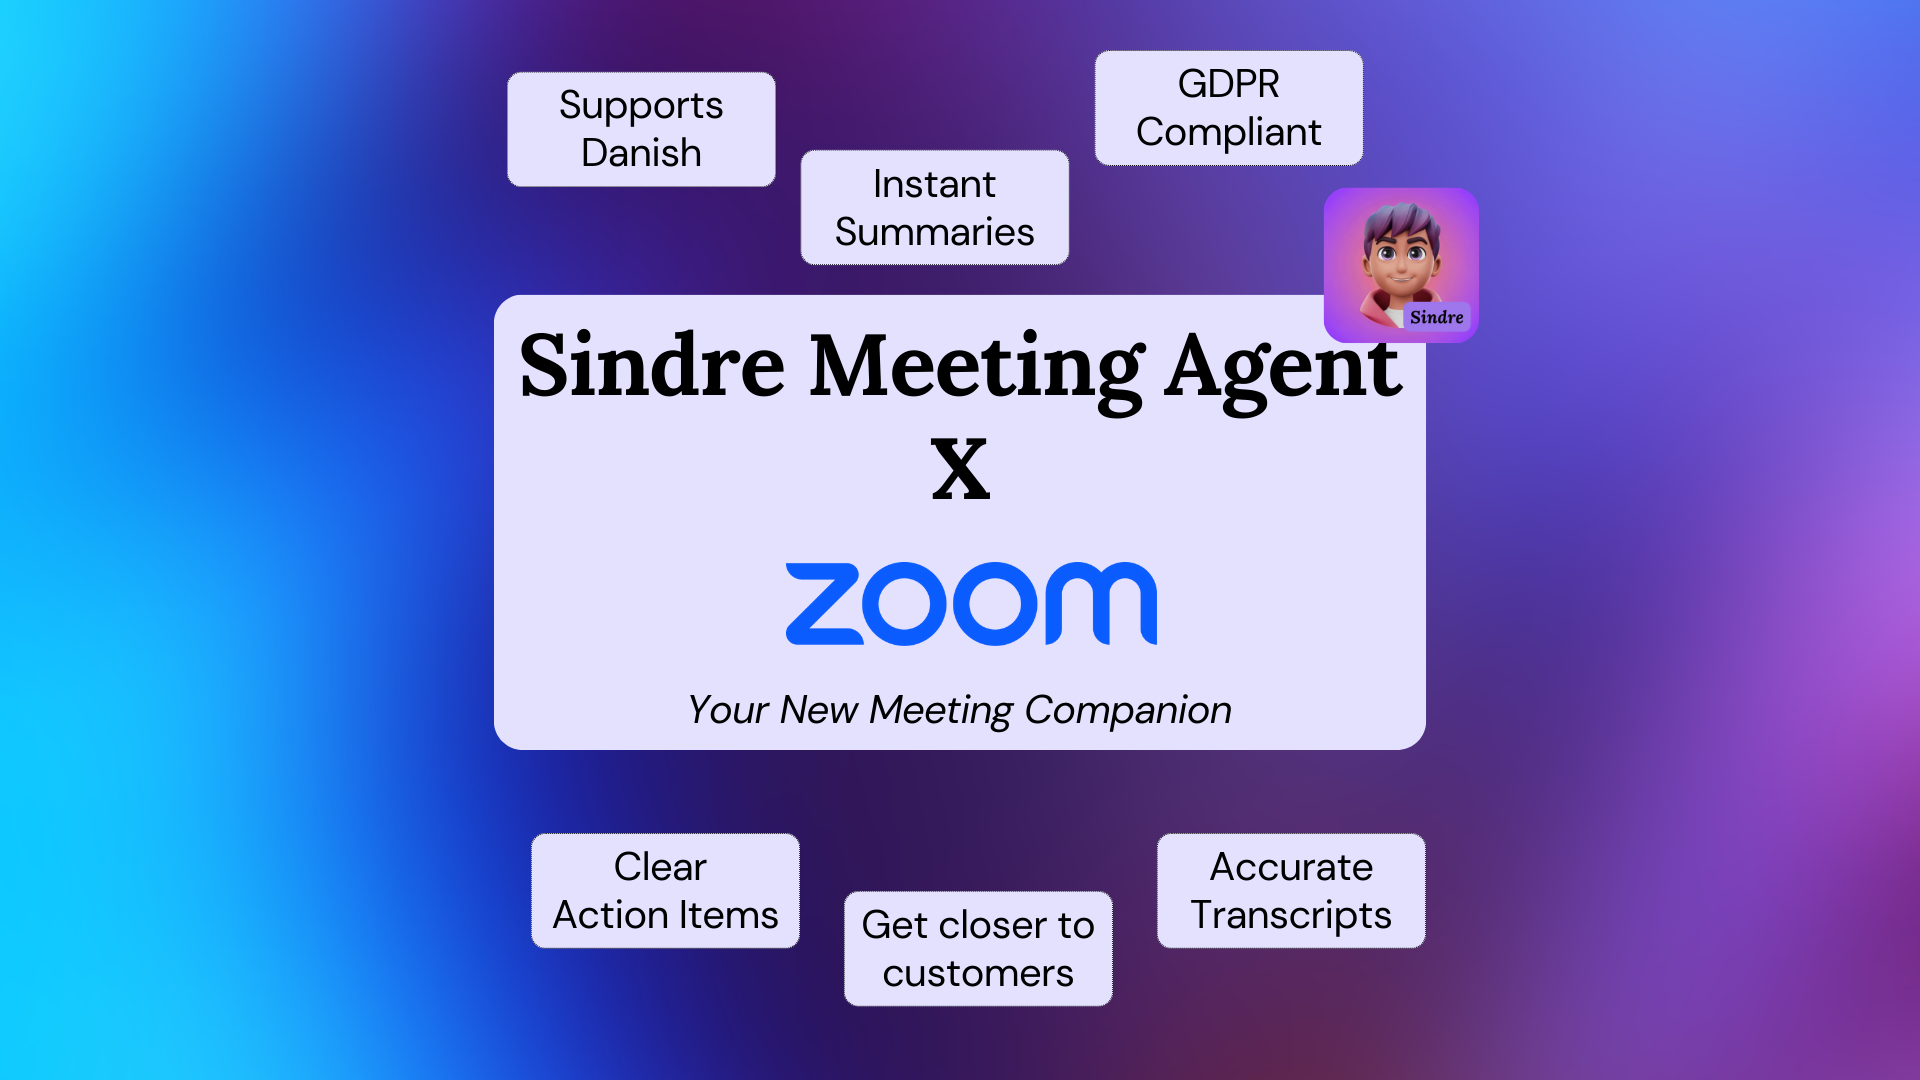 Supports
Danish
GDPR
Compliant
Instant
Summaries
Sindre
Sindre Meeting Agent
X
zoom
Your New Meeting Companion
Clear
Action Items
Get closer to
customers
Accurate
Transcripts